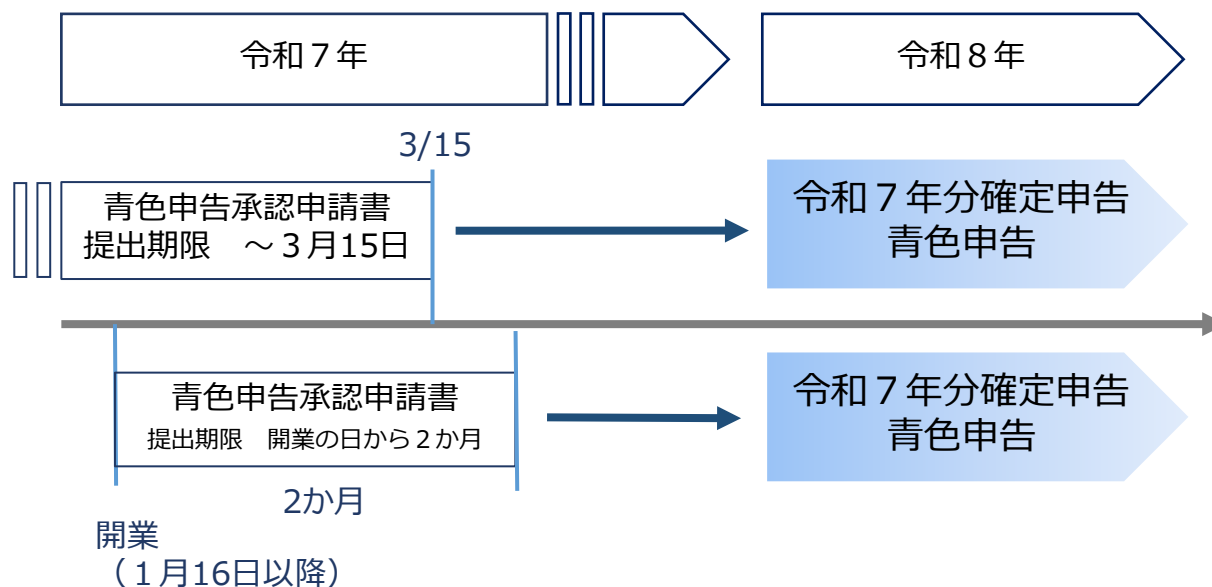 令和７年
令和８年
3/15
青色申告承認申請書
提出期限　～３月15日
令和７年分確定申告
青色申告
青色申告承認申請書
提出期限　開業の日から２か月
令和７年分確定申告
青色申告
2か月
開業
（１月16日以降）